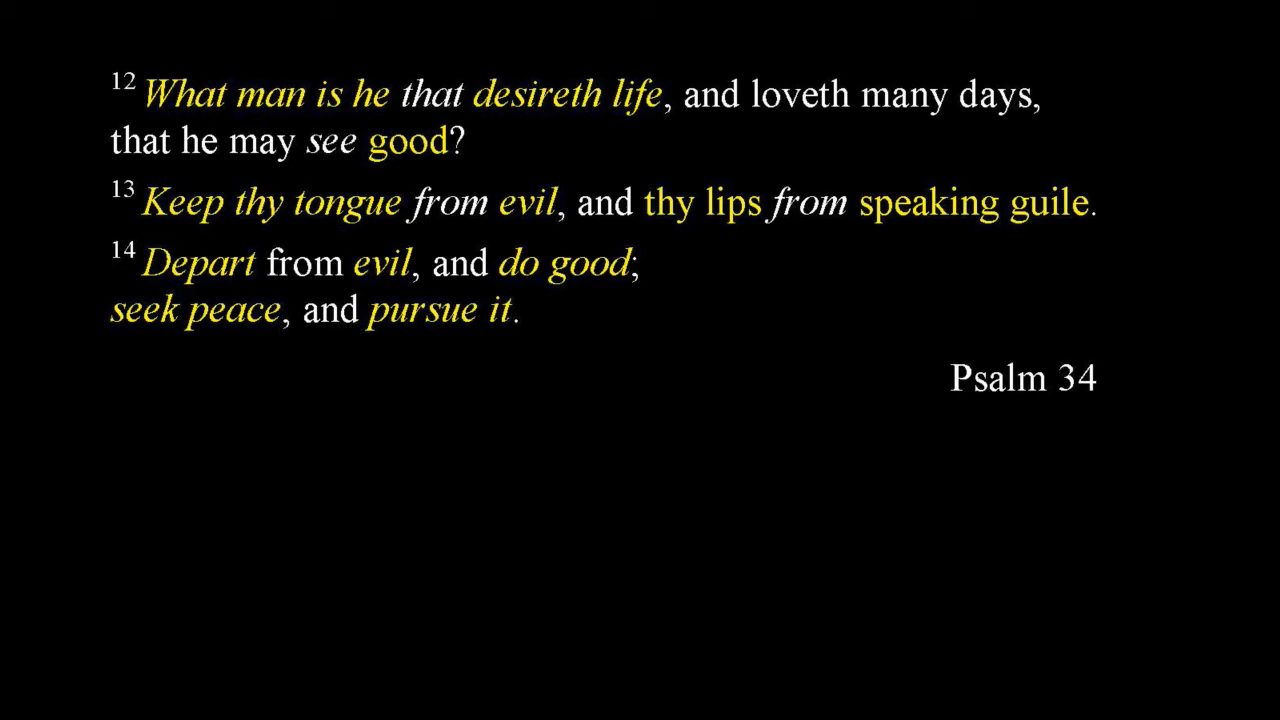 12 What man is he that desireth life, and loveth many days,
that he may see good?
13 Keep thy tongue from evil, and thy lips from speaking guile.
14 Depart from evil, and do good;
seek peace, and pursue it.
Psalm 34